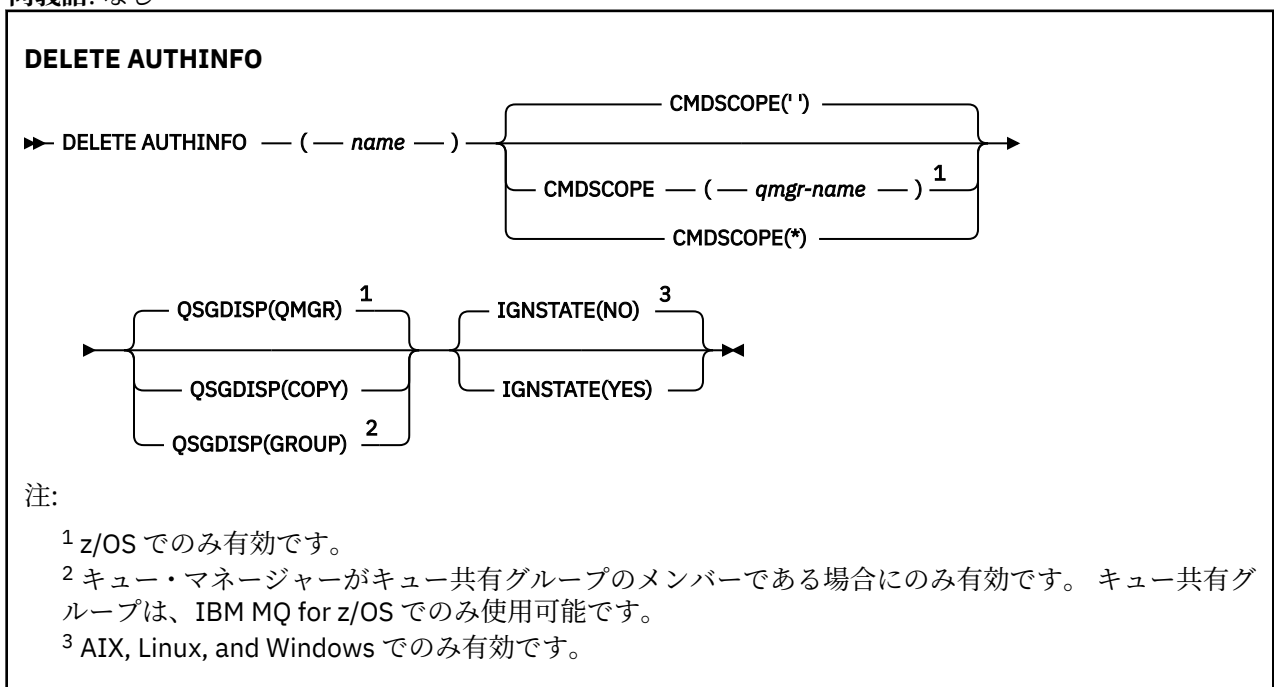 同義語: なし
DELETE AUTHINFO
CMDSCOPE(' ')
DELETE AUTHINFO ( name )
CMDSCOPE ( qmgr-name ) 1
CMDSCOPE(*)
QSGDISP(QMGR) 1 IGNSTATE(NO) 3
QSGDISP(COPY) IGNSTATE(YES)
QSGDISP(GROUP) 2
注:
1 z/OS でのみ有効です。
2 キュー・マネージャーがキュー共有グループのメンバーである場合にのみ有効です。 キュー共有グ
ループは、IBM MQ for z/OS でのみ使用可能です。
3 AIX, Linux, and Windows でのみ有効です。